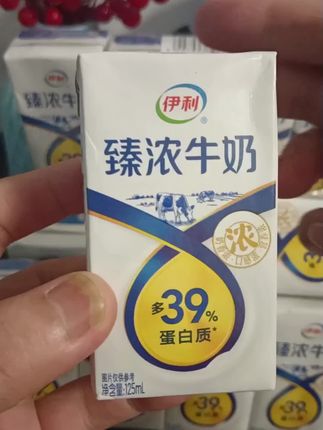 伊利
臻浓牛奶
浓
多39%
蛋白质*
图片仅供参考
净含量:125mL